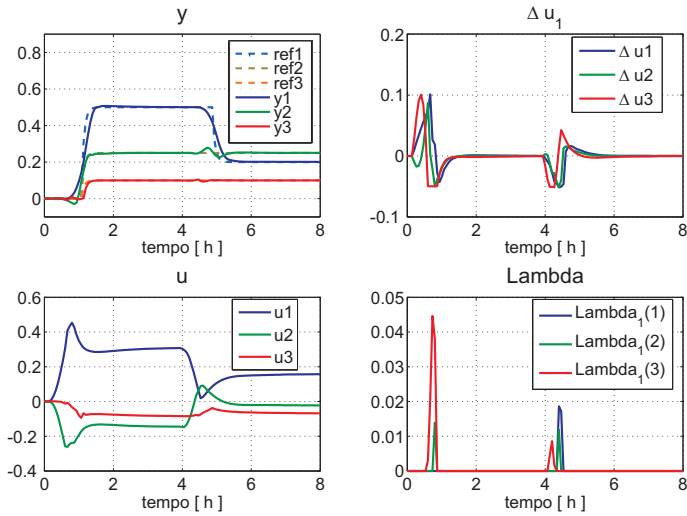 y
0.8
0.6
0.4
0.2
0
0 2 4 6 8
tempo [ h ]
ref1
ref2
ref3
y1
y2
y3
Δ u₁
0.2
0.1
0
-0.1
0 2 4 6 8
tempo [ h ]
Δ u1
Δ u2
Δ u3
u
0.6
0.4
0.2
0
-0.2
-0.4
0 2 4 6 8
tempo [ h ]
u1
u2
u3
Lambda
0.05
0.04
0.03
0.02
0.01
0
0 2 4 6 8
tempo [ h ]
Lambda₁(1)
Lambda₁(2)
Lambda₁(3)